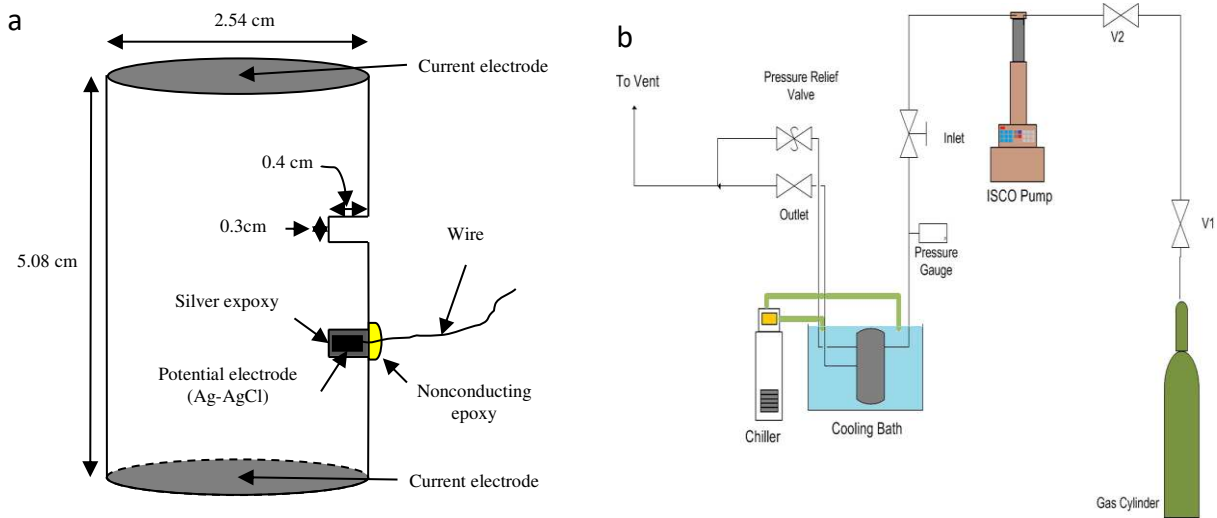 a
2.54 cm
Current electrode
0.4 cm
0.3cm
Wire
5.08 cm
Silver expoxy
Potential electrode
(Ag-AgCl)
Nonconducting
epoxy
Current electrode
b
V2
To Vent
Pressure Relief
Valve
Inlet
ISCO Pump
Outlet
V1
Pressure
Gauge
Chiller
Cooling Bath
Gas Cylinder